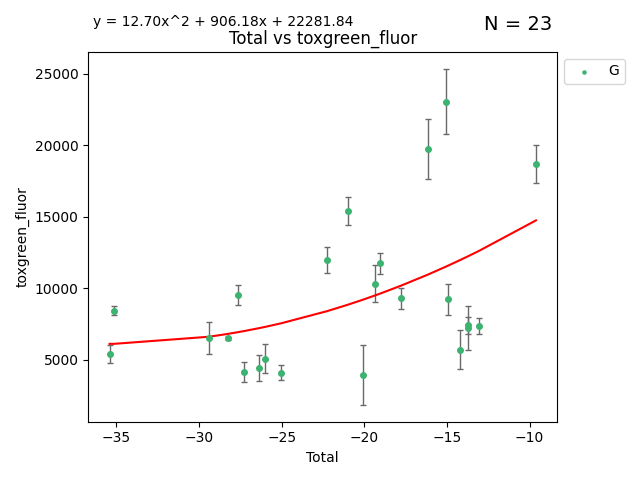 y = 12.70x^2 + 906.18x + 22281.84
N = 23
Total vs toxgreen_fluor
G
25000
20000
15000
10000
5000
toxgreen_fluor
−35
−30
−25
−20
−15
−10
Total